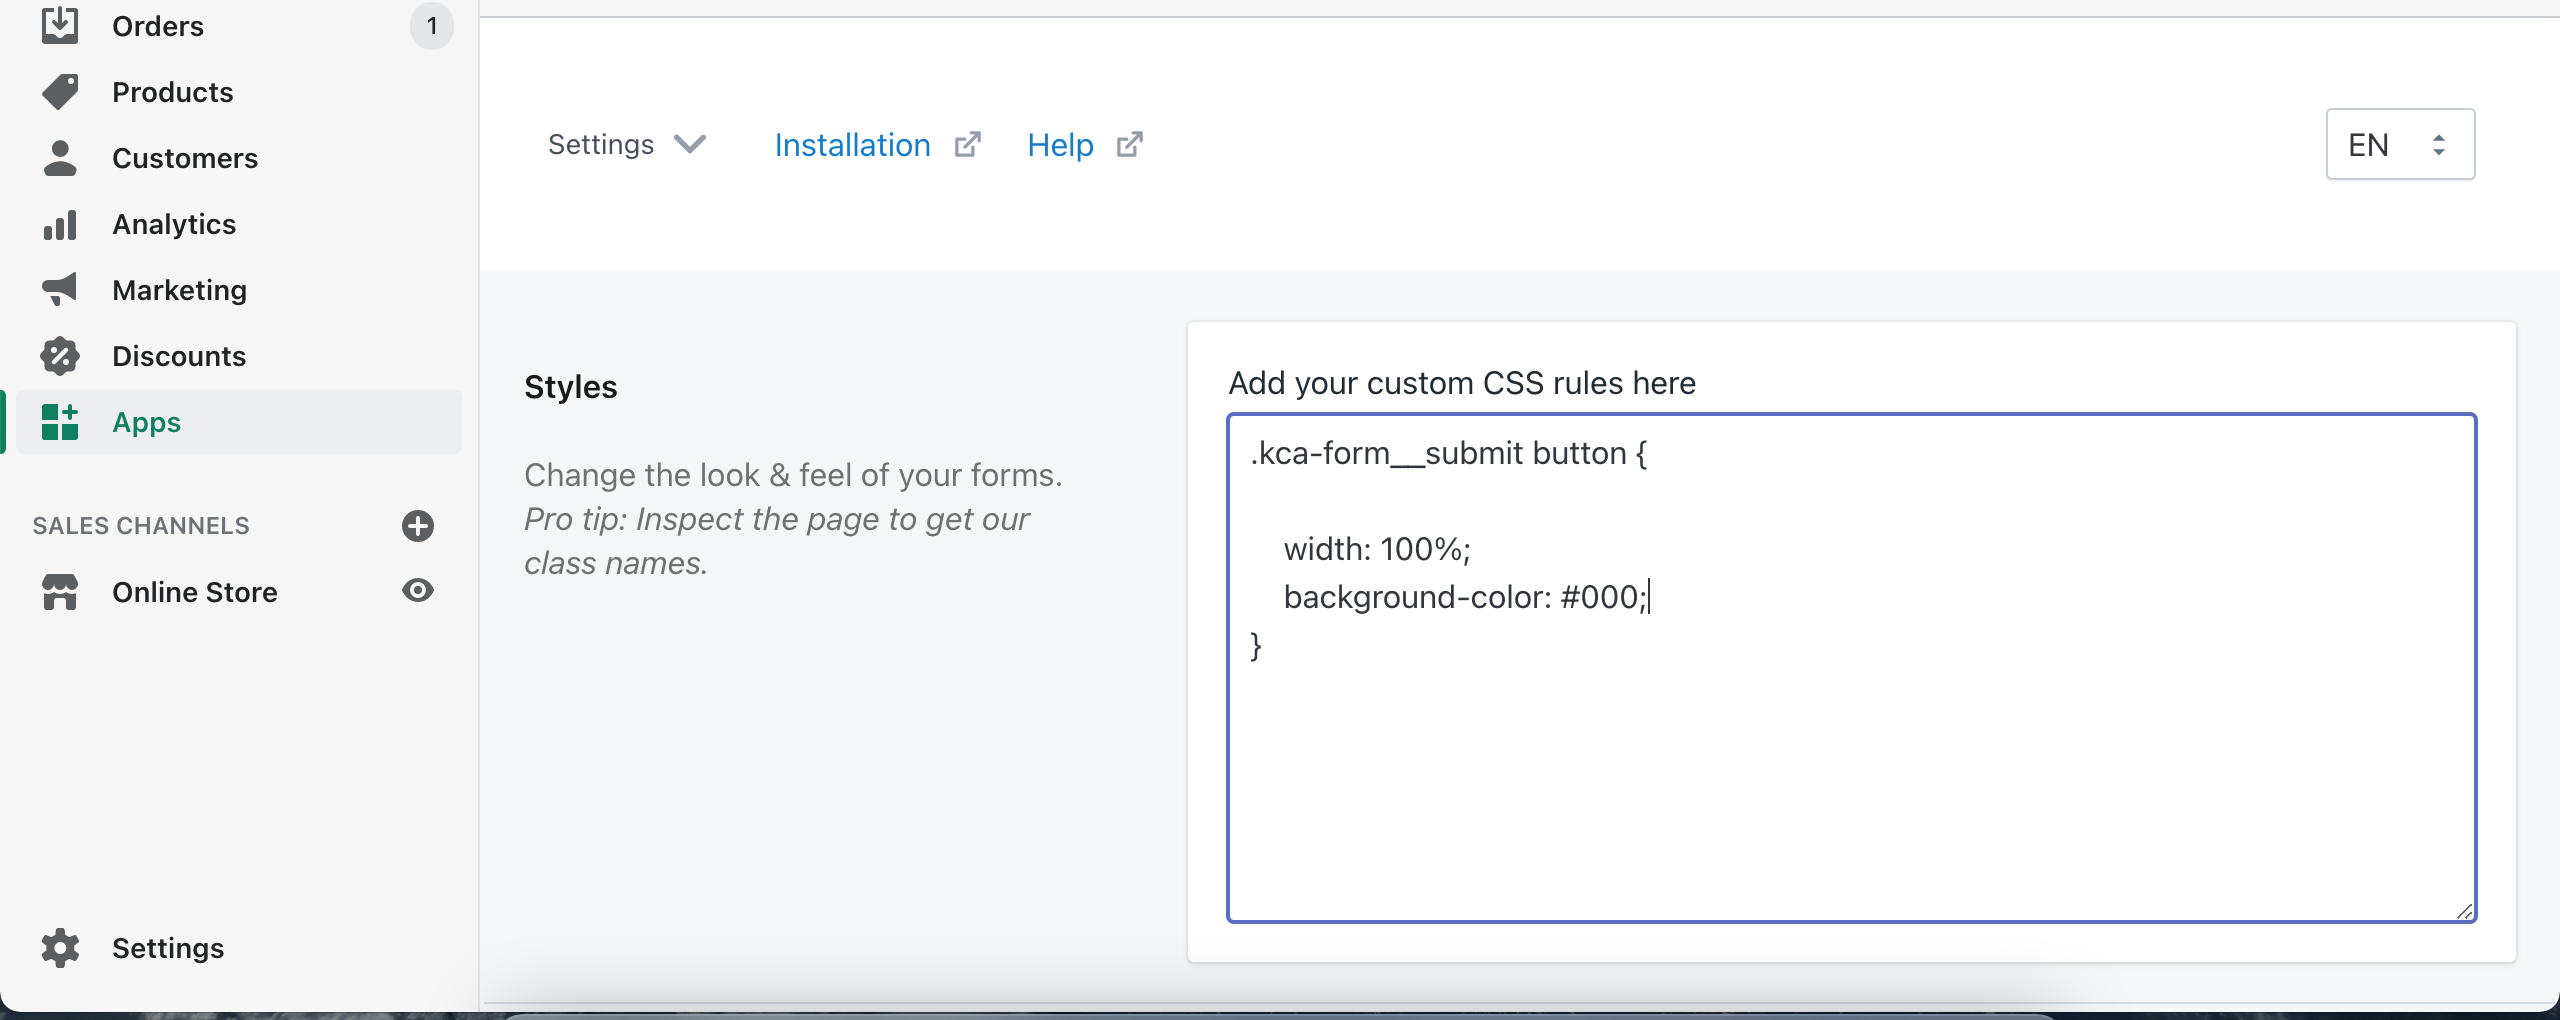 Orders 1
Products
Customers
Analytics
Marketing
Discounts
Apps
SALES CHANNELS
Online Store
Settings
Settings Installation Help EN
Styles
Change the look & feel of your forms.
Pro tip: Inspect the page to get our
class names.
Add your custom CSS rules here
.kca-form__submit button {
width: 100%;
background-color: #000;
}